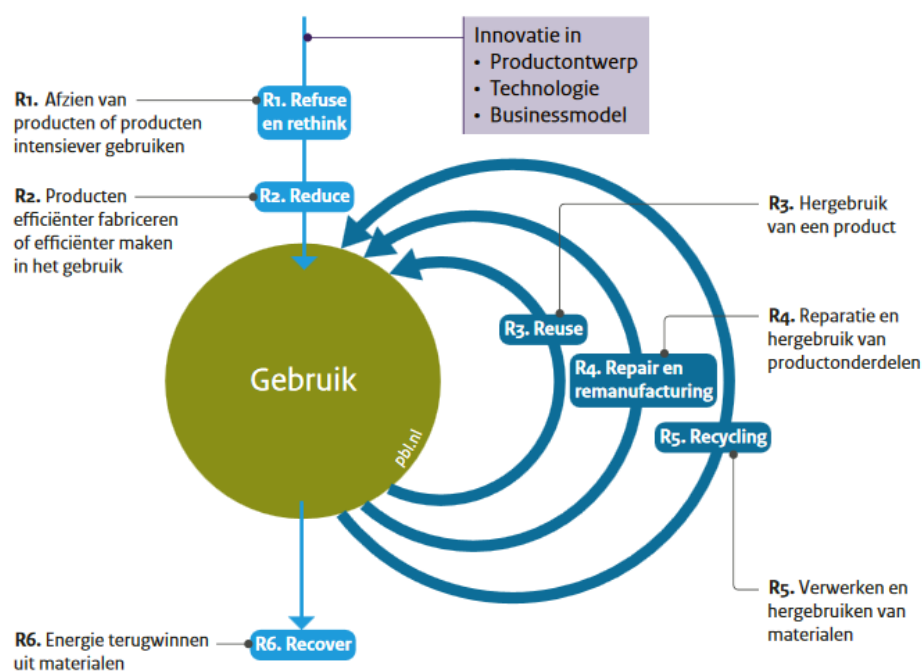 Innovatie in
• Productontwerp
• Technologie
• Businessmodel
R1. Afzien van
producten of producten
intensiever gebruiken
R1. Refuse
en rethink
R2. Producten
efficiënter fabriceren
of efficiënter maken
in het gebruik
R2. Reduce
R3. Hergebruik
van een product
R3. Reuse
R4. Reparatie en
hergebruik van
productonderdelen
R4. Repair en
remanufacturing
Gebruik
pbl.nl
R5. Recycling
R5. Verwerken en
hergebruiken van
materialen
R6. Energie terugwinnen
uit materialen
R6. Recover